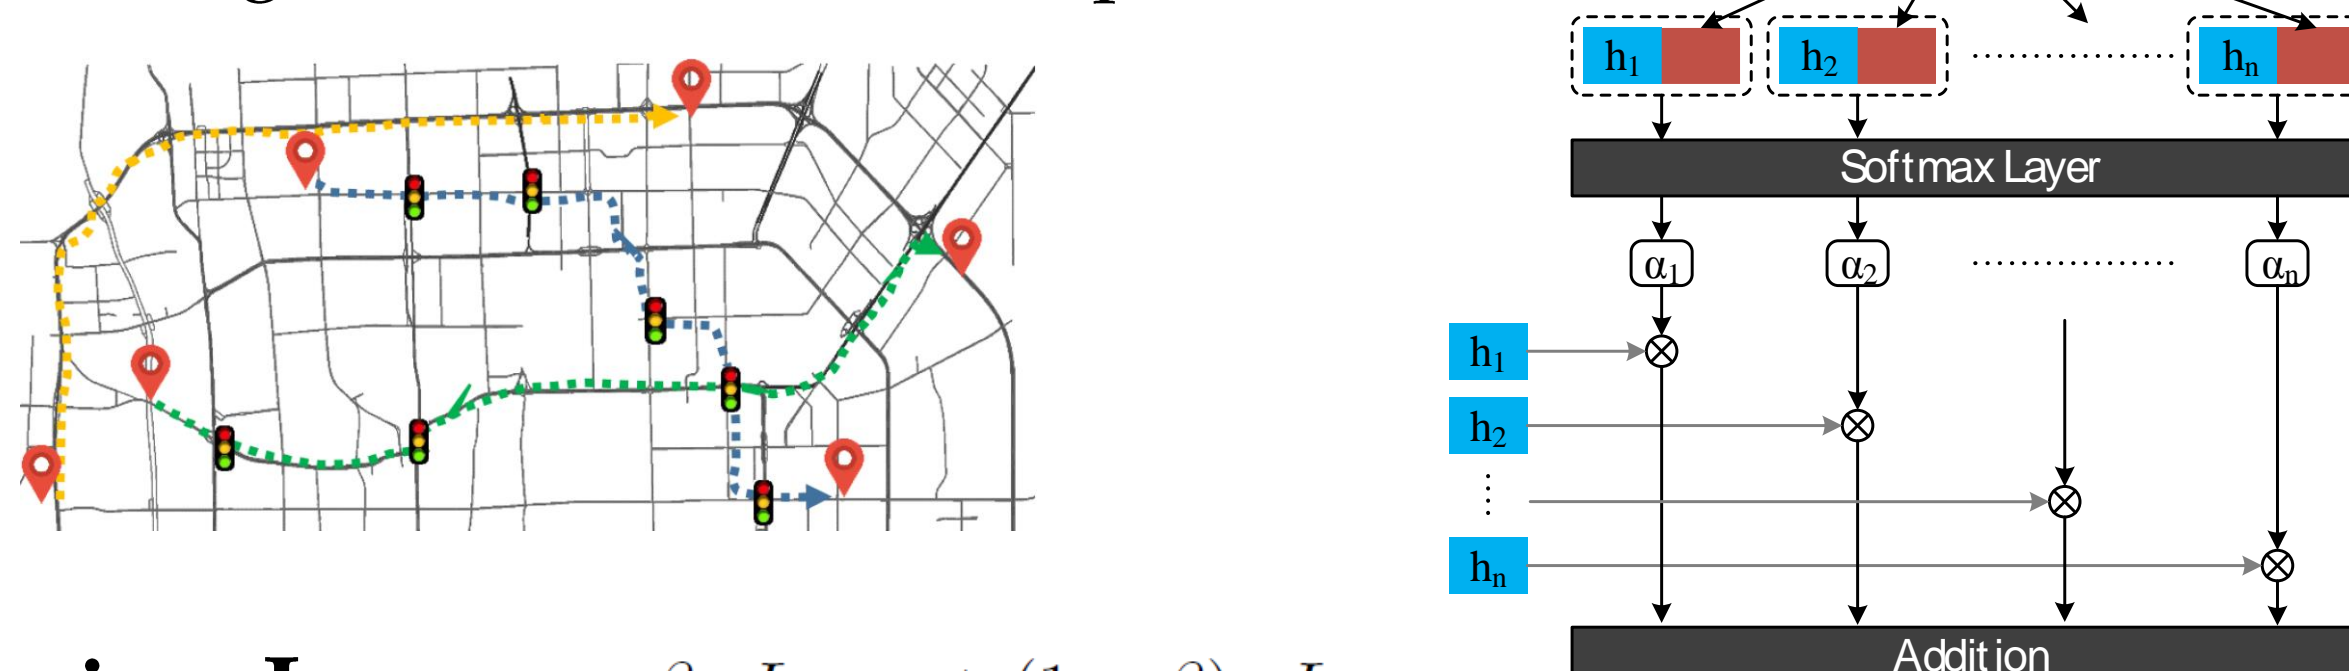 h1
h2
hn
Softmax Layer
α1
α2
αn
h1
h2
hn
Addition